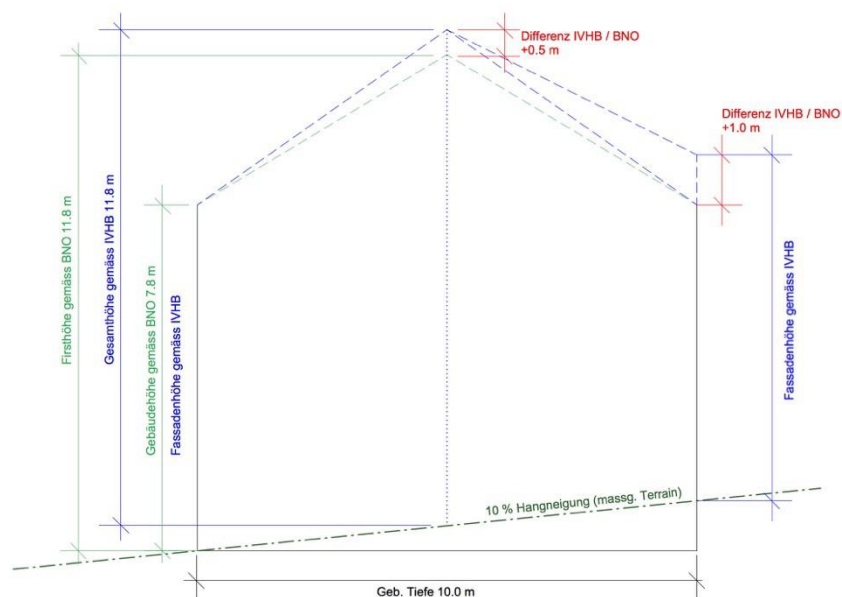 Differenz IVHB / BNO
+0.5 m
Differenz IVHB / BNO
+1.0 m
Firsthöhe gemäss BNO 11.8 m
Gesamthöhe gemäss IVHB 11.8 m
Gebäudehöhe gemäss BNO 7.8 m
Fassadenhöhe gemäss IVHB
Fassadenhöhe gemäss IVHB
10 % Hangneigung (massg. Terrain)
Geb. Tiefe 10.0 m